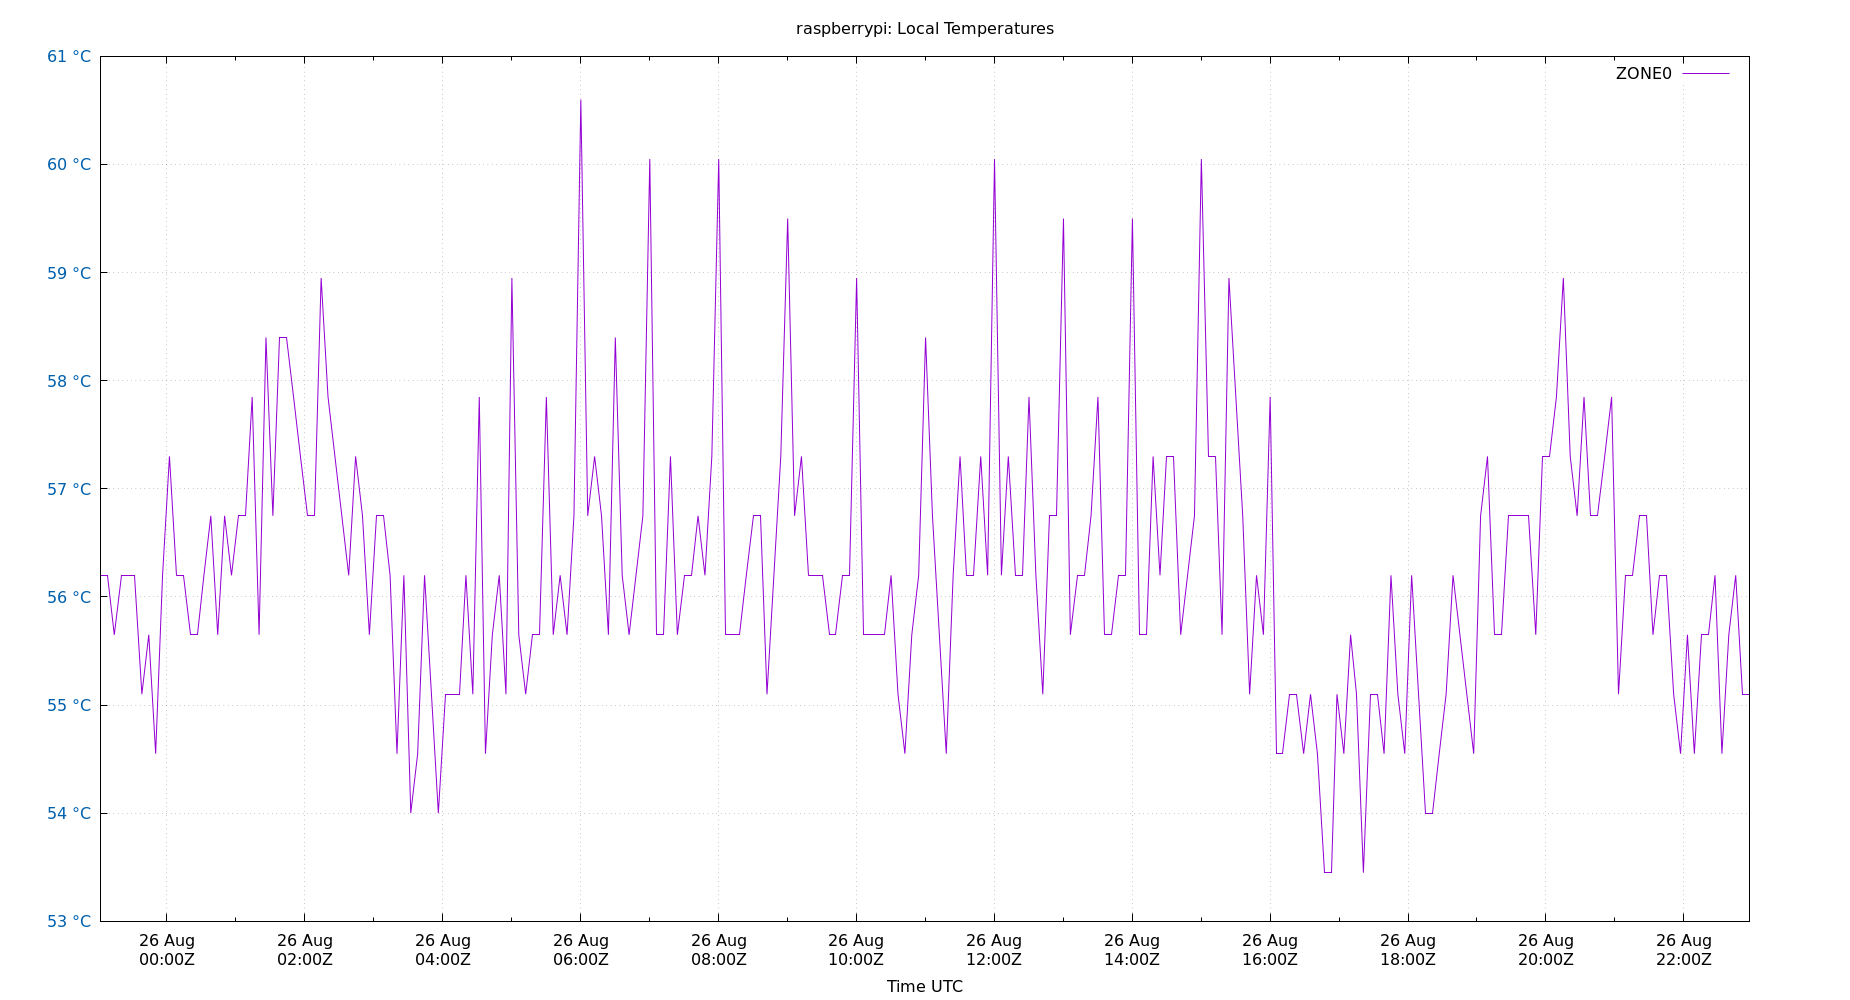 raspberrypi: Local Temperatures
61 °C
ZONE0
60 °C
59 °C
58 °C
57 °C
56 °C
55 °C
54 °C
53 °C
26 Aug 26 Aug 26 Aug 26 Aug 26 Aug 26 Aug 26 Aug 26 Aug 26 Aug 26 Aug 26 Aug 26 Aug
00:00Z 02:00Z 04:00Z 06:00Z 08:00Z 10:00Z 12:00Z 14:00Z 16:00Z 18:00Z 20:00Z 22:00Z
Time UTC